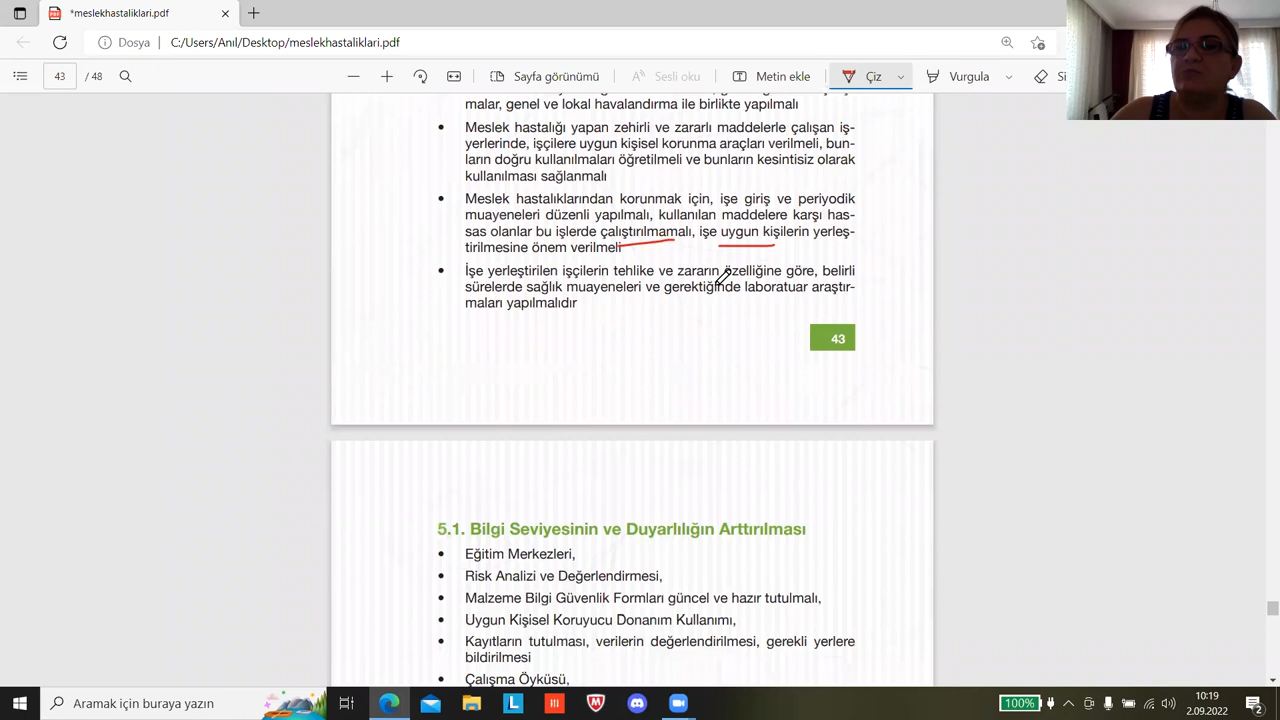 *meslekhastaliklari.pdf
Dosya
C:/Users/Anıl/Desktop/meslekhastaliklari.pdf
43 / 48
Sayfa görünümü
Sesli oku
Metin ekle
Çiz
Vurgula
malar, genel ve lokal havalandırma ile birlikte yapılmalı
• Meslek hastalığı yapan zehirli ve zararlı maddelerle çalışan iş-
yerlerinde, işçilere uygun kişisel korunma araçları verilmeli, bun-
ların doğru kullanılmaları öğretilmeli ve bunların kesintisiz olarak
kullanılması sağlanmalı
• Meslek hastalıklarından korunmak için, işe giriş ve periyodik
muayeneleri düzenli yapılmalı, kullanılan maddelere karşı has-
sas olanlar bu işlerde çalıştırılmamalı, işe uygun kişilerin yerleş-
tirilmesine önem verilmeli
• İşe yerleştirilen işçilerin tehlike ve zararın özelliğine göre, belirli
sürelerde sağlık muayeneleri ve gerektiğinde laboratuar araştır-
maları yapılmalıdır
43
5.1. Bilgi Seviyesinin ve Duyarlılığın Arttırılması
• Eğitim Merkezleri,
• Risk Analizi ve Değerlendirmesi,
• Malzeme Bilgi Güvenlik Formları güncel ve hazır tutulmalı,
• Uygun Kişisel Koruyucu Donanım Kullanımı,
• Kayıtların tutulması, verilerin değerlendirilmesi, gerekli yerlere
bildirilmesi
• Çalışma Öyküsü,
Aramak için buraya yazın
100%
10:19
2.09.2022
2